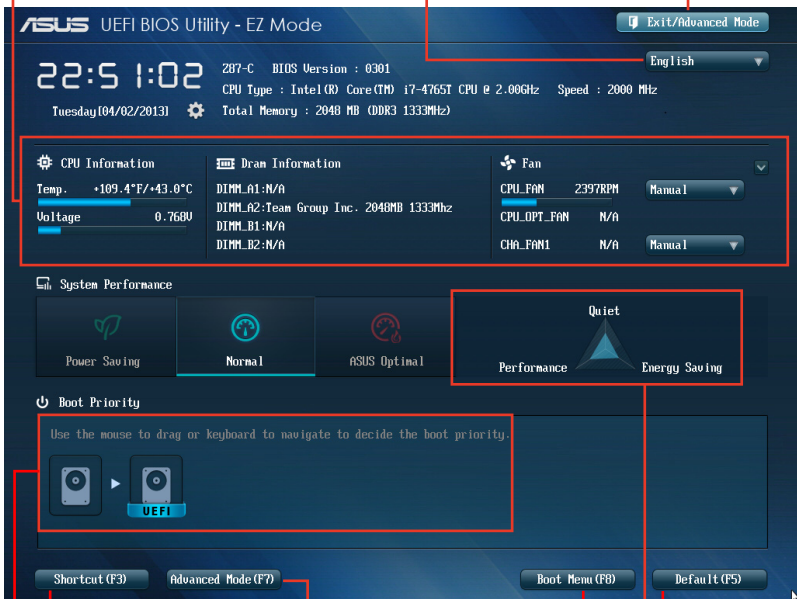 ASUS UEFI BIOS Utility - EZ Mode
Exit/Advanced Mode
English
22:51:02
Tuesday[04/02/2013]
287-C BIOS Version : 0301
CPU Type : Intel(R) Core(TM) i7-4765T CPU @ 2.00GHz Speed : 2000 MHz
Total Memory : 2048 MB (DDR3 1333MHz)
CPU Information
Temp. +109.4°F/+43.0°C
Voltage 0.768V
Dram Information
DIMM_A1:N/A
DIMM_A2:Team Group Inc. 2048MB 1333Mhz
DIMM_B1:N/A
DIMM_B2:N/A
Fan
CPU_FAN 2397RPM Manual
CPU_OPT_FAN N/A
CHA_FAN1 N/A Manual
System Performance
Power Saving
Normal
ASUS Optimal
Quiet
Performance
Energy Saving
Boot Priority
Use the mouse to drag or keyboard to navigate to decide the boot priority.
UEFI
Shortcut(F3)
Advanced Mode(F7)
Boot Menu(F8)
Default(F5)